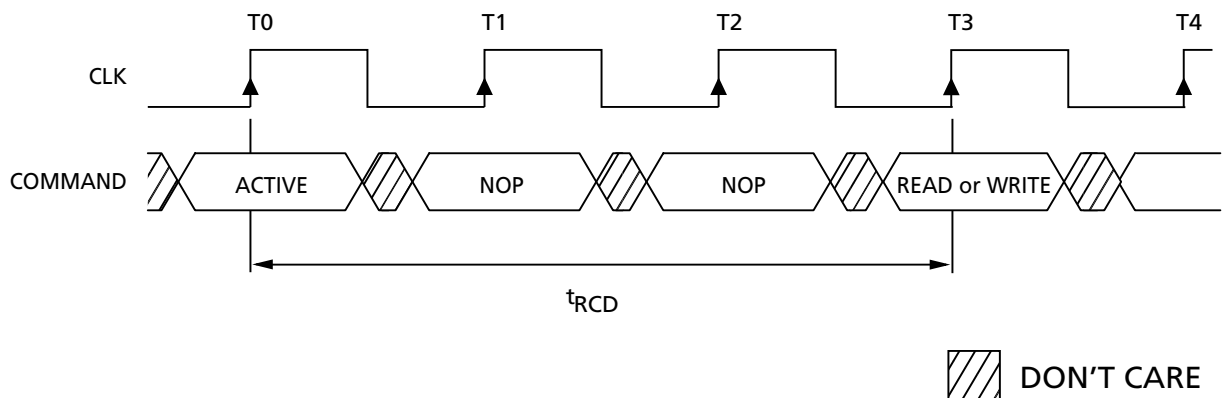 T0 T1 T2 T3 T4
CLK
COMMAND ACTIVE NOP NOP READ or WRITE
tRCD
DON'T CARE